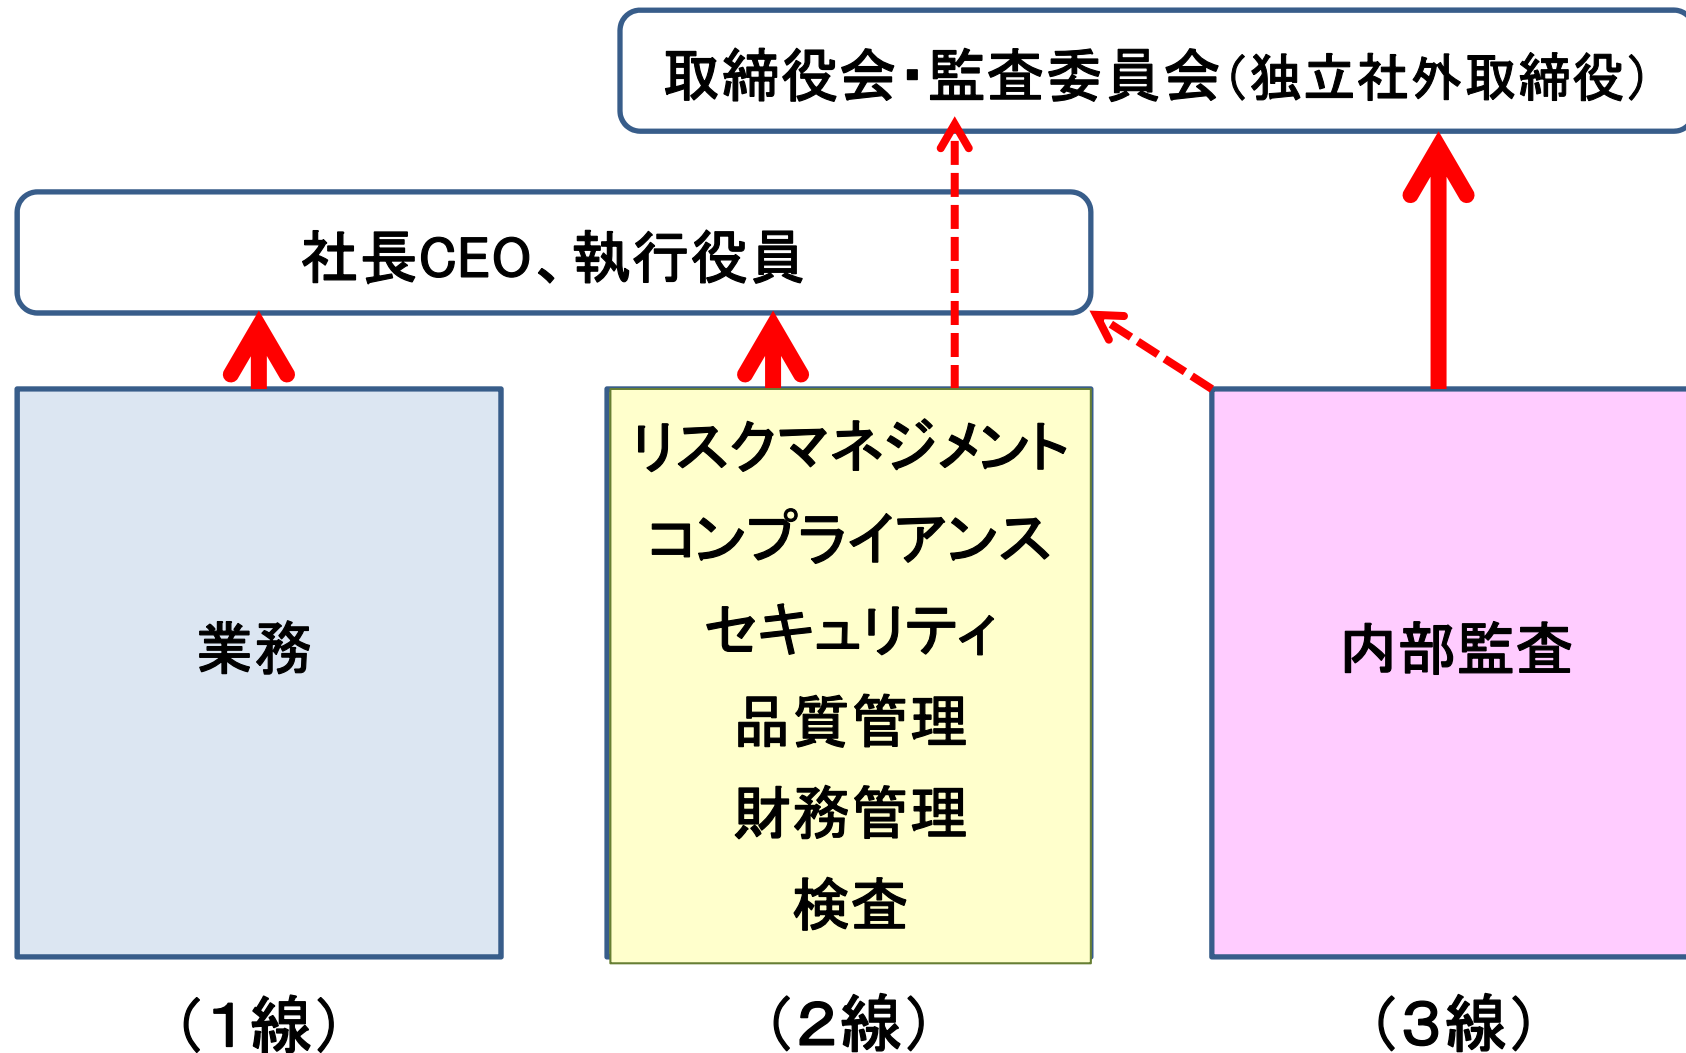 取締役会・監査委員会（独立社外取締役）
社長CEO、執行役員
業務
リスクマネジメント
コンプライアンス
セキュリティ
品質管理
財務管理
検査
内部監査
（１線）
（２線）
（３線）